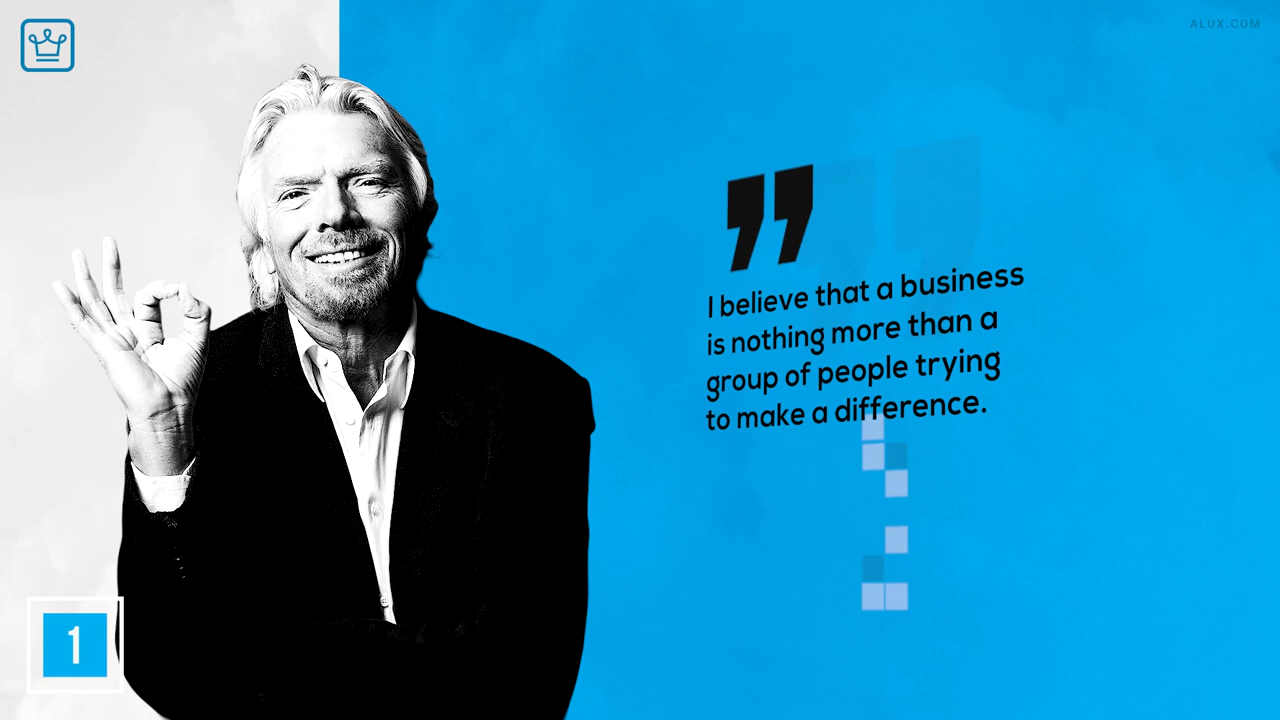 ALUX.COM
I believe that a business
is nothing more than a
group of people trying
to make a difference.
1